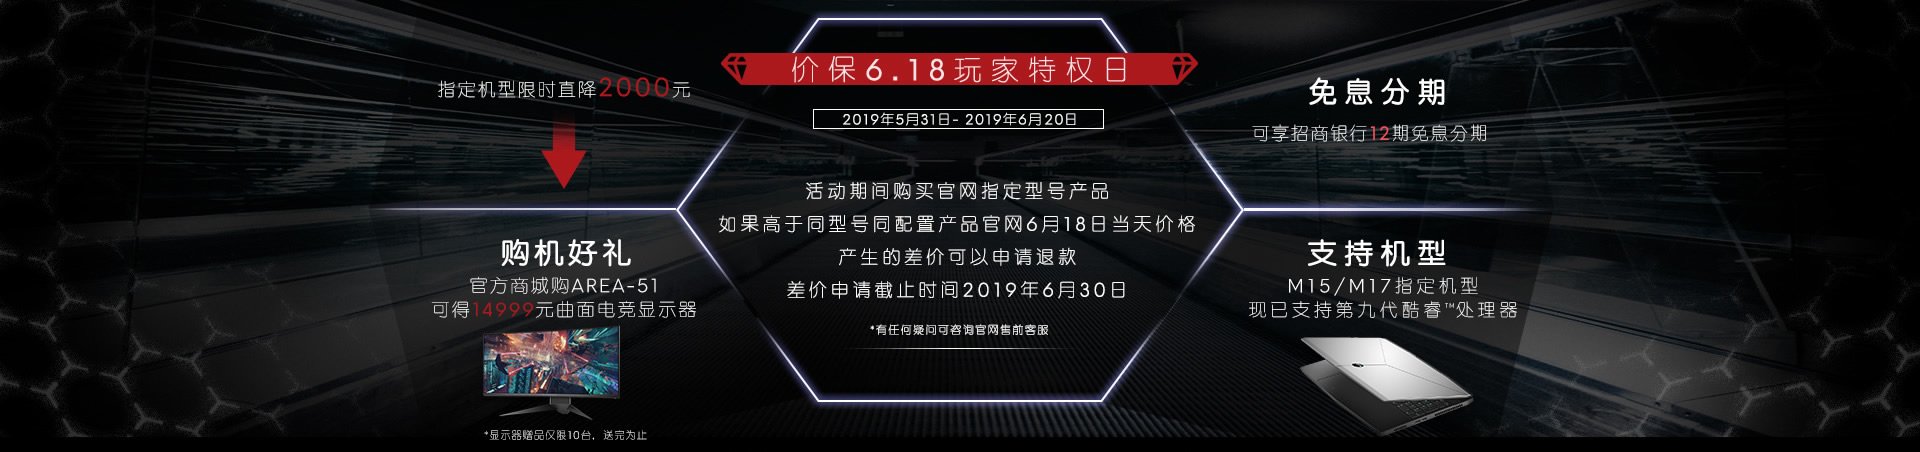 指定机型限时直降2000元
购机好礼
官方商城购AREA-51
可得14999元曲面电竞显示器
*显示器赠品仅限10台，送完为止
价保6.18玩家特权日
2019年5月31日- 2019年6月20日
活动期间购买官网指定型号产品
如果高于同型号同配置产品官网6月18日当天价格
产生的差价可以申请退款
差价申请截止时间2019年6月30日
*有任何疑问可咨询官网售前客服
免息分期
可享招商银行12期免息分期
支持机型
M15/M17指定机型
现已支持第九代酷睿™处理器